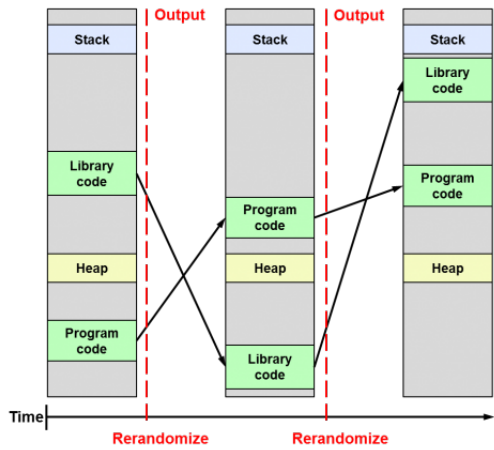 Output
Output
Stack
Stack
Stack
Library
code
Library
code
Program
code
Program
code
Heap
Heap
Heap
Program
code
Library
code
Time
Rerandomize
Rerandomize